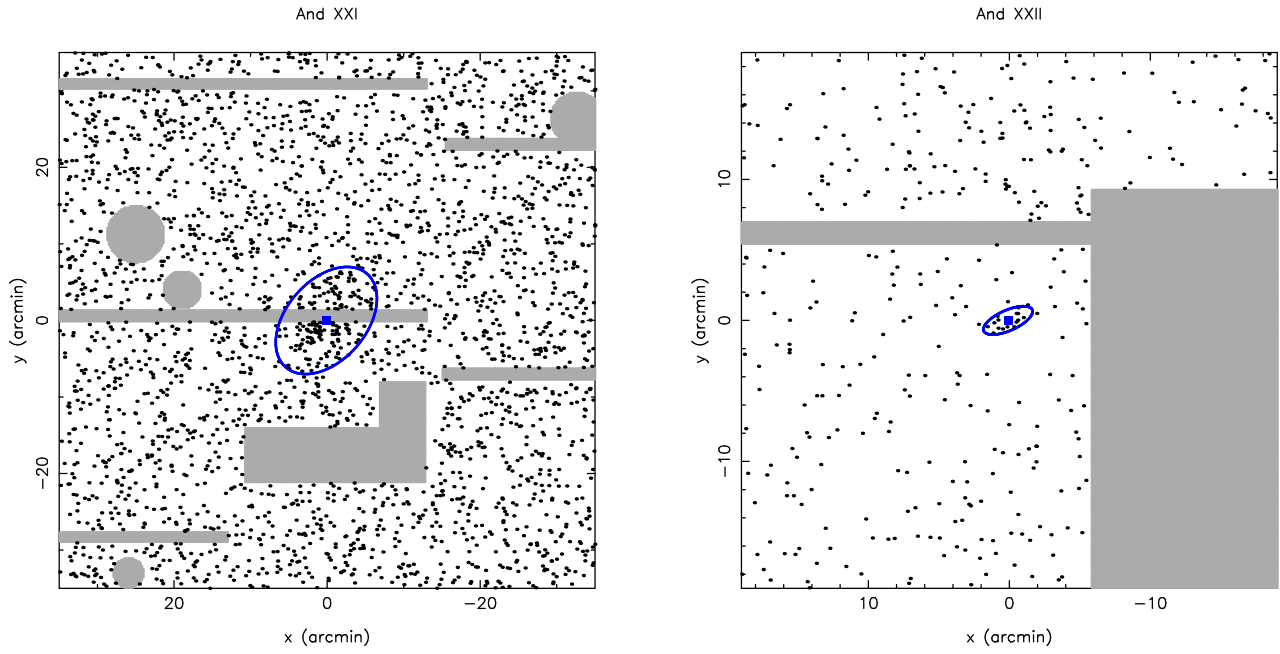 And XXI
And XXII
y (arcmin)
20
0
−20
20
0
−20
x (arcmin)
y (arcmin)
10
0
−10
10
0
−10
x (arcmin)